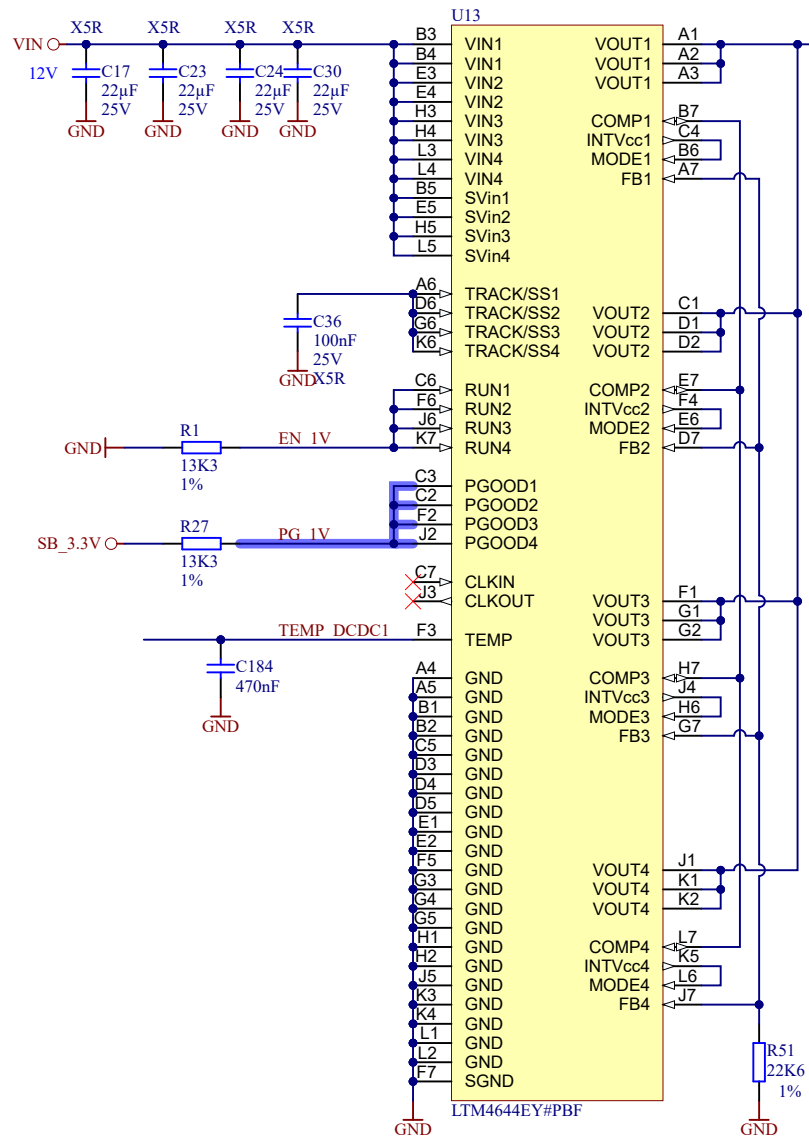 U13
X5R X5R X5R X5R
VIN
12V
C17 C23 C24 C30
22µF 22µF 22µF 22µF
25V 25V 25V 25V
GND GND GND GND
B3 VIN1 VOUT1 A1
B4 VIN1 VOUT1 A2
E3 VIN2 VOUT1 A3
E4 VIN2
H3 VIN3 COMP1 B7
H4 VIN3 INTVcc1 C4
L3 VIN4 MODE1 B6
L4 VIN4 FB1 A7
B5 SVin1
E5 SVin2
H5 SVin3
L5 SVin4
A6 TRACK/SS1
D6 TRACK/SS2 VOUT2 C1
G6 TRACK/SS3 VOUT2 D1
K6 TRACK/SS4 VOUT2 D2
C36
100nF
25V
X5R
GND
C6 RUN1 COMP2 E7
F6 RUN2 INTVcc2 F4
J6 RUN3 MODE2 E6
K7 RUN4 FB2 D7
GND R1 EN_1V
13K3
1%
C3 PGOOD1
C2 PGOOD2
F2 PGOOD3
J2 PGOOD4
SB_3.3V R27 PG_1V
13K3
1%
C7 CLKIN
J3 CLKOUT VOUT3 F1
VOUT3 G1
TEMP_DCDC1 F3 TEMP VOUT3 G2
C184
470nF
GND
A4 GND COMP3 H7
A5 GND INTVcc3 J4
B1 GND MODE3 H6
B2 GND FB3 G7
C5 GND
D3 GND
D4 GND
D5 GND
E1 GND
E2 GND
F5 GND VOUT4 J1
G3 GND VOUT4 K1
G4 GND VOUT4 K2
G5 GND
H1 GND COMP4 L7
H2 GND INTVcc4 K5
J5 GND MODE4 L6
K3 GND FB4 J7
K4 GND
L1 GND
L2 GND
F7 SGND
R51
22K6
1%
GND
LTM4644EY#PBF
GND